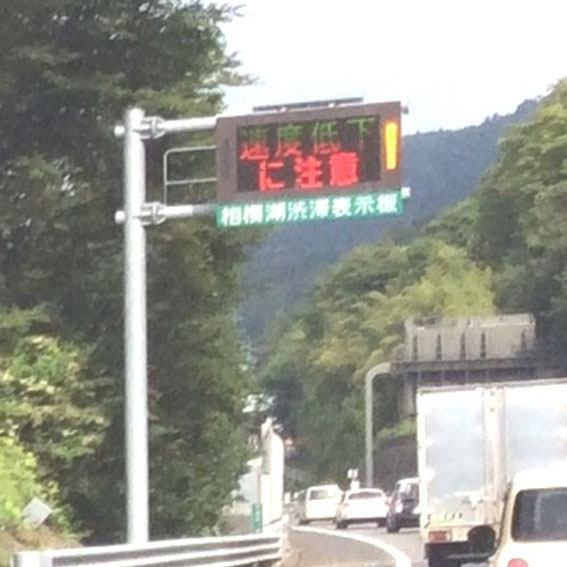 速度低下
に注意
相模湖渋滞表示板